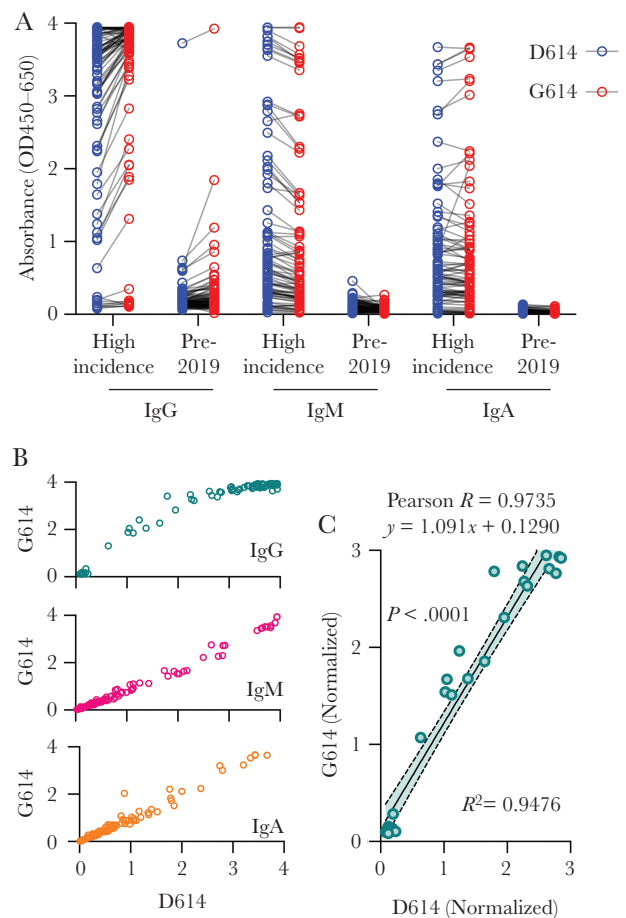 A
4
3
2
1
0
Absorbance (OD450–650)
D614
G614
High
incidence
Pre-
2019
High
incidence
Pre-
2019
High
incidence
Pre-
2019
IgG
IgM
IgA
B
4
2
0
G614
IgG
4
2
0
G614
IgM
4
2
0
G614
IgA
0 1 2 3 4
D614
C
Pearson R = 0.9735
y = 1.091x + 0.1290
3
2
1
0
G614 (Normalized)
P < .0001
R² = 0.9476
0 1 2 3
D614 (Normalized)